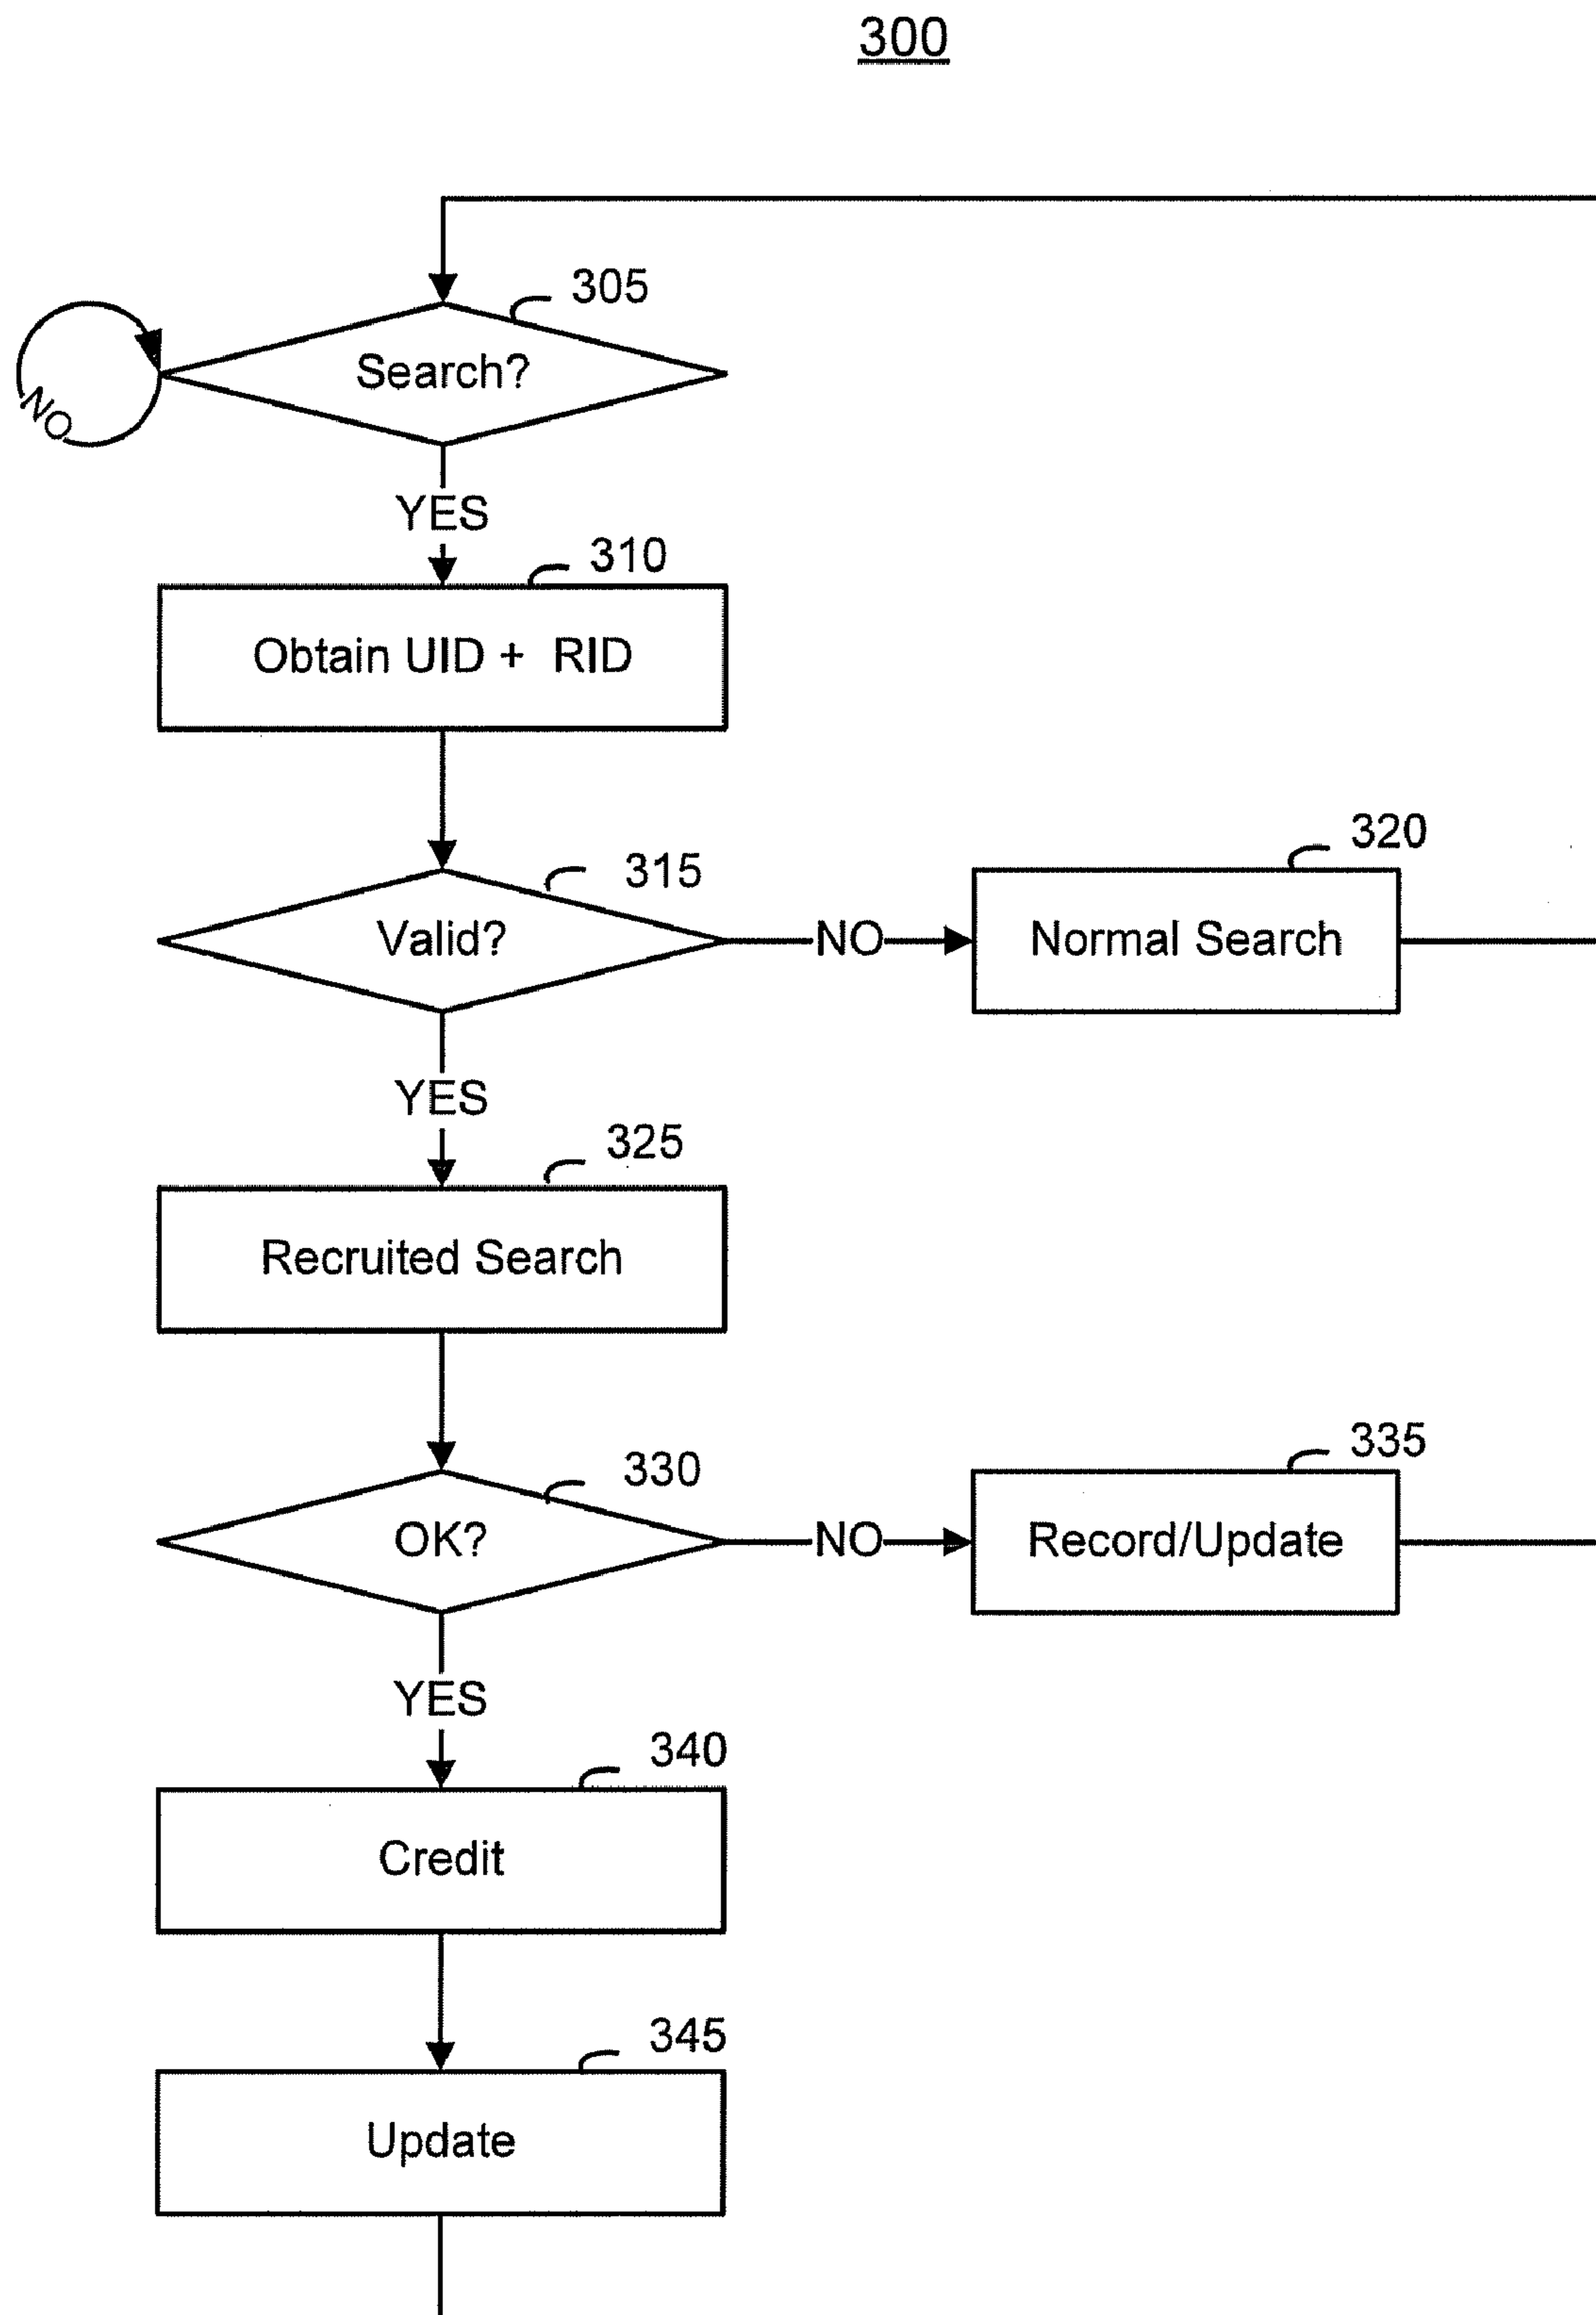 300
305
Search?
NO
YES
310
Obtain UID + RID
315
Valid?
NO
320
Normal Search
YES
325
Recruited Search
330
OK?
NO
335
Record/Update
YES
340
Credit
345
Update